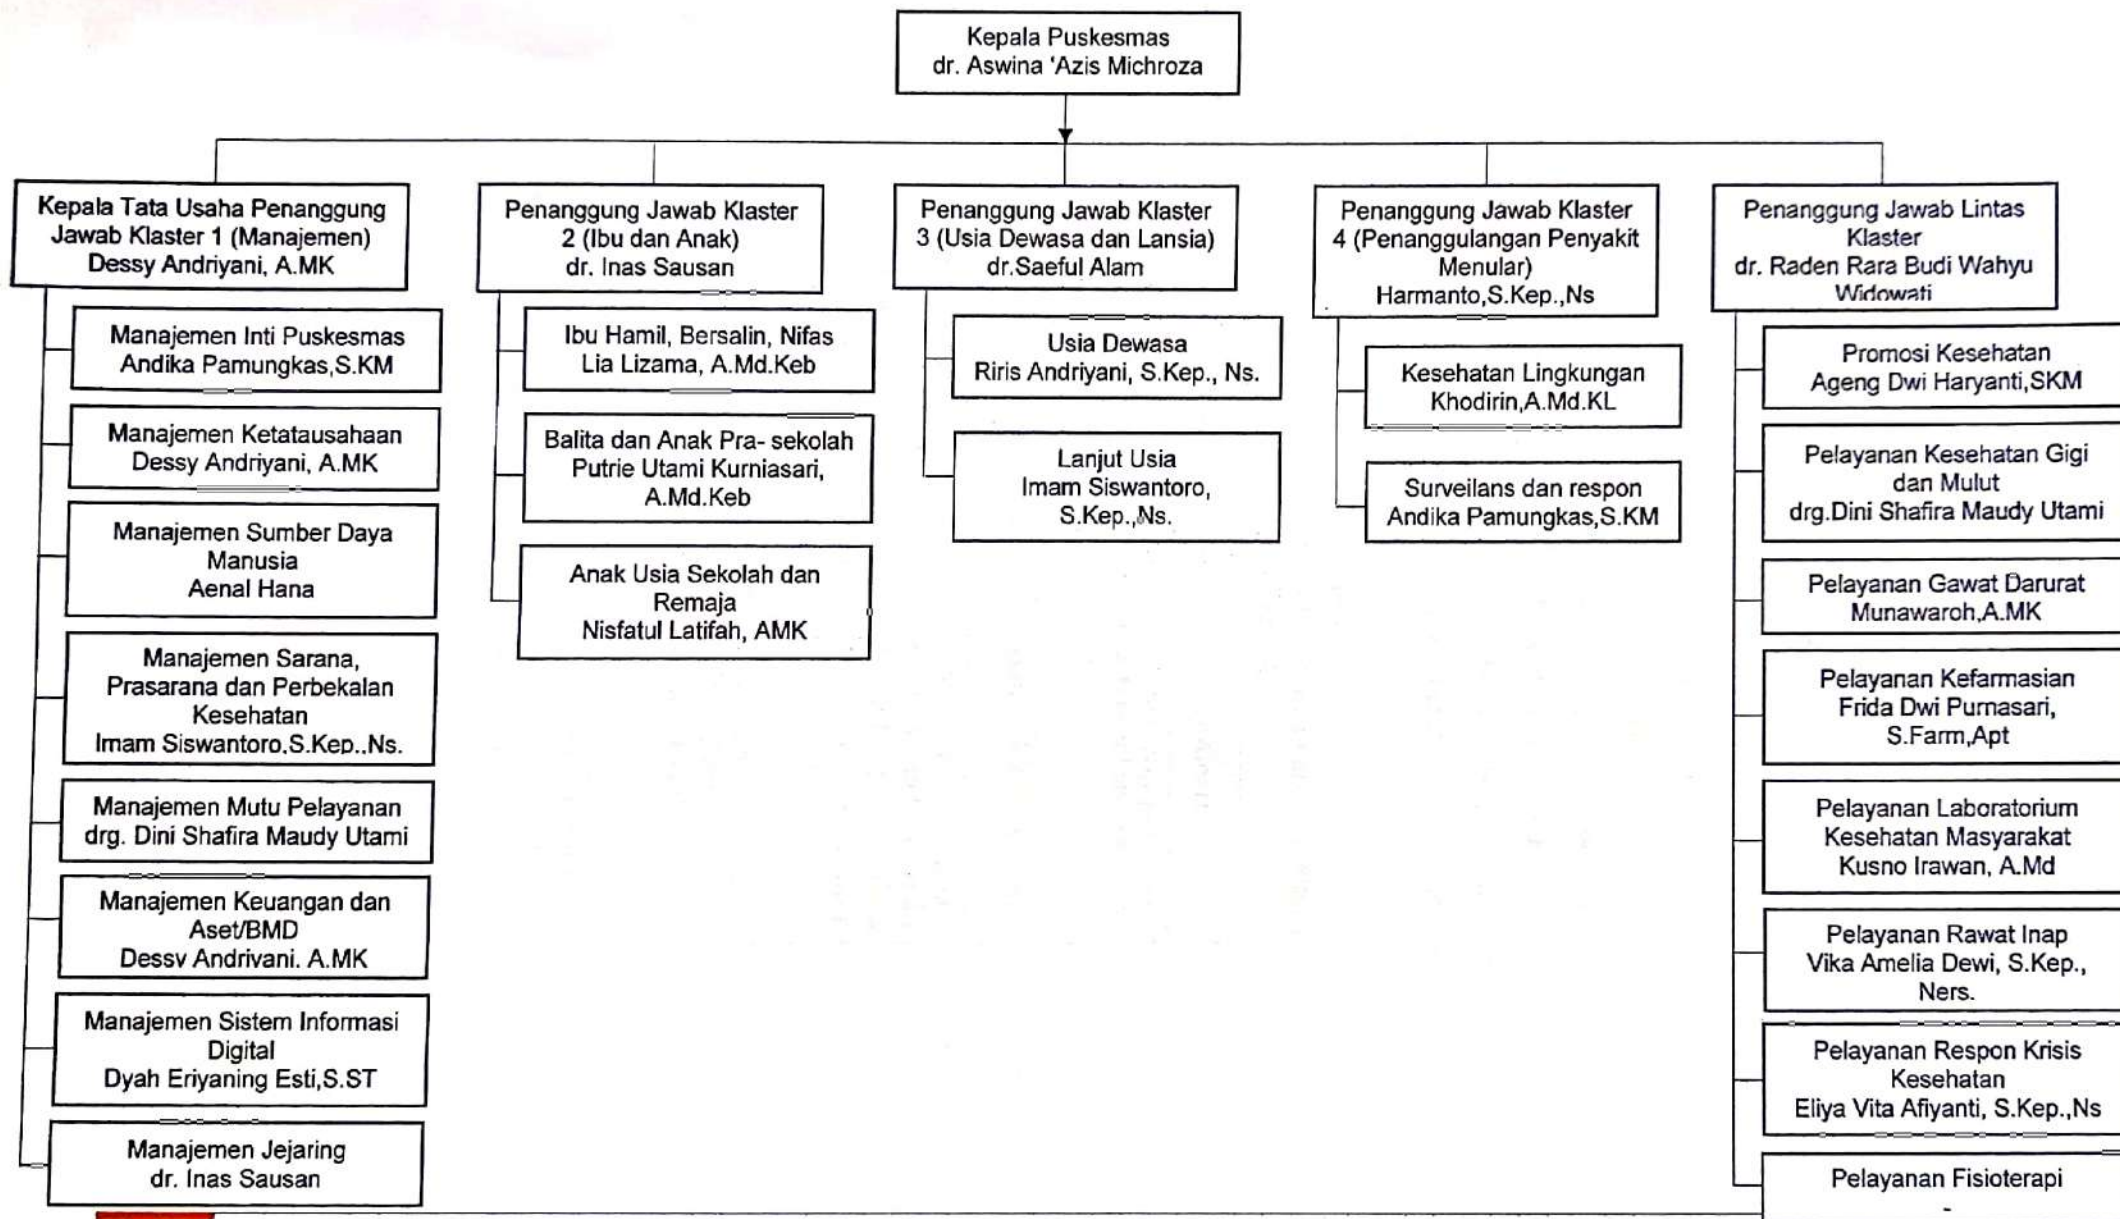 Kepala Puskesmas
dr. Aswina 'Azis Michroza
Kepala Tata Usaha Penanggung
Jawab Klaster 1 (Manajemen)
Dessy Andriyani, A.MK
Manajemen Inti Puskesmas
Andika Pamungkas,S.KM
Manajemen Ketatausahaan
Dessy Andriyani, A.MK
Manajemen Sumber Daya
Manusia
Aenal Hana
Manajemen Sarana,
Prasarana dan Perbekalan
Kesehatan
Imam Siswantoro,S.Kep.,Ns.
Manajemen Mutu Pelayanan
drg. Dini Shafira Maudy Utami
Manajemen Keuangan dan
Aset/BMD
Dessy Andriyani. A.MK
Manajemen Sistem Informasi
Digital
Dyah Eriyaning Esti,S.ST
Manajemen Jejaring
dr. Inas Sausan
Penanggung Jawab Klaster
2 (Ibu dan Anak)
dr. Inas Sausan
Ibu Hamil, Bersalin, Nifas
Lia Lizama, A.Md.Keb
Balita dan Anak Pra- sekolah
Putrie Utami Kurniasari,
A.Md.Keb
Anak Usia Sekolah dan
Remaja
Nisfatul Latifah, AMK
Penanggung Jawab Klaster
3 (Usia Dewasa dan Lansia)
dr.Saeful Alam
Usia Dewasa
Riris Andriyani, S.Kep., Ns.
Lanjut Usia
Imam Siswantoro,
S.Kep.,Ns.
Penanggung Jawab Klaster
4 (Penanggulangan Penyakit
Menular)
Harmanto,S.Kep.,Ns
Kesehatan Lingkungan
Khodirin,A.Md.KL
Surveilans dan respon
Andika Pamungkas,S.KM
Penanggung Jawab Lintas
Klaster
dr. Raden Rara Budi Wahyu
Widowati
Promosi Kesehatan
Ageng Dwi Haryanti,SKM
Pelayanan Kesehatan Gigi
dan Mulut
drg.Dini Shafira Maudy Utami
Pelayanan Gawat Darurat
Munawaroh,A.MK
Pelayanan Kefarmasian
Frida Dwi Purnasari,
S.Farm,Apt
Pelayanan Laboratorium
Kesehatan Masyarakat
Kusno Irawan, A.Md
Pelayanan Rawat Inap
Vika Amelia Dewi, S.Kep.,
Ners.
Pelayanan Respon Krisis
Kesehatan
Eliya Vita Afiyanti, S.Kep.,Ns
Pelayanan Fisioterapi
-